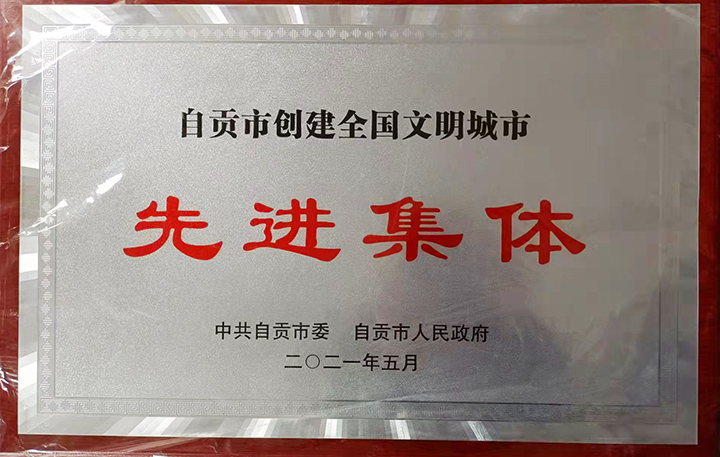 自贡市创建全国文明城市
先进集体
中共自贡市委 自贡市人民政府
二〇二一年五月